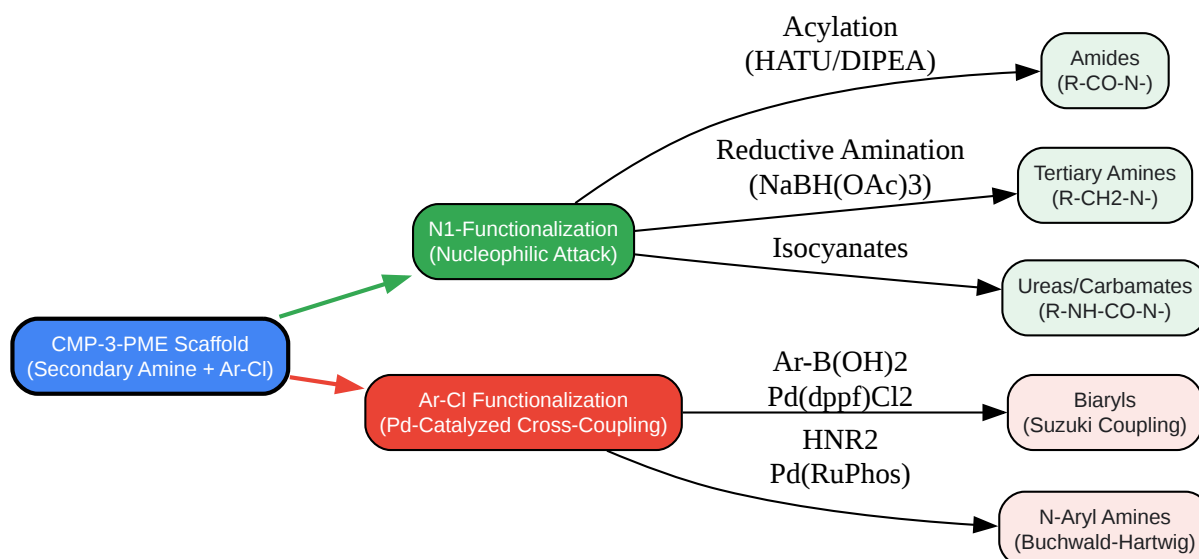 CMP-3-PME Scaffold
(Secondary Amine + Ar-Cl)
N1-Functionalization
(Nucleophilic Attack)
Acylation
(HATU/DIPEA)
Amides
(R-CO-N-)
Reductive Amination
(NaBH(OAc)3)
Tertiary Amines
(R-CH2-N-)
Isocyanates
Ureas/Carbamates
(R-NH-CO-N-)
Ar-Cl Functionalization
(Pd-Catalyzed Cross-Coupling)
Ar-B(OH)2
Pd(dppf)Cl2
Biaryls
(Suzuki Coupling)
HNR2
Pd(RuPhos)
N-Aryl Amines
(Buchwald-Hartwig)